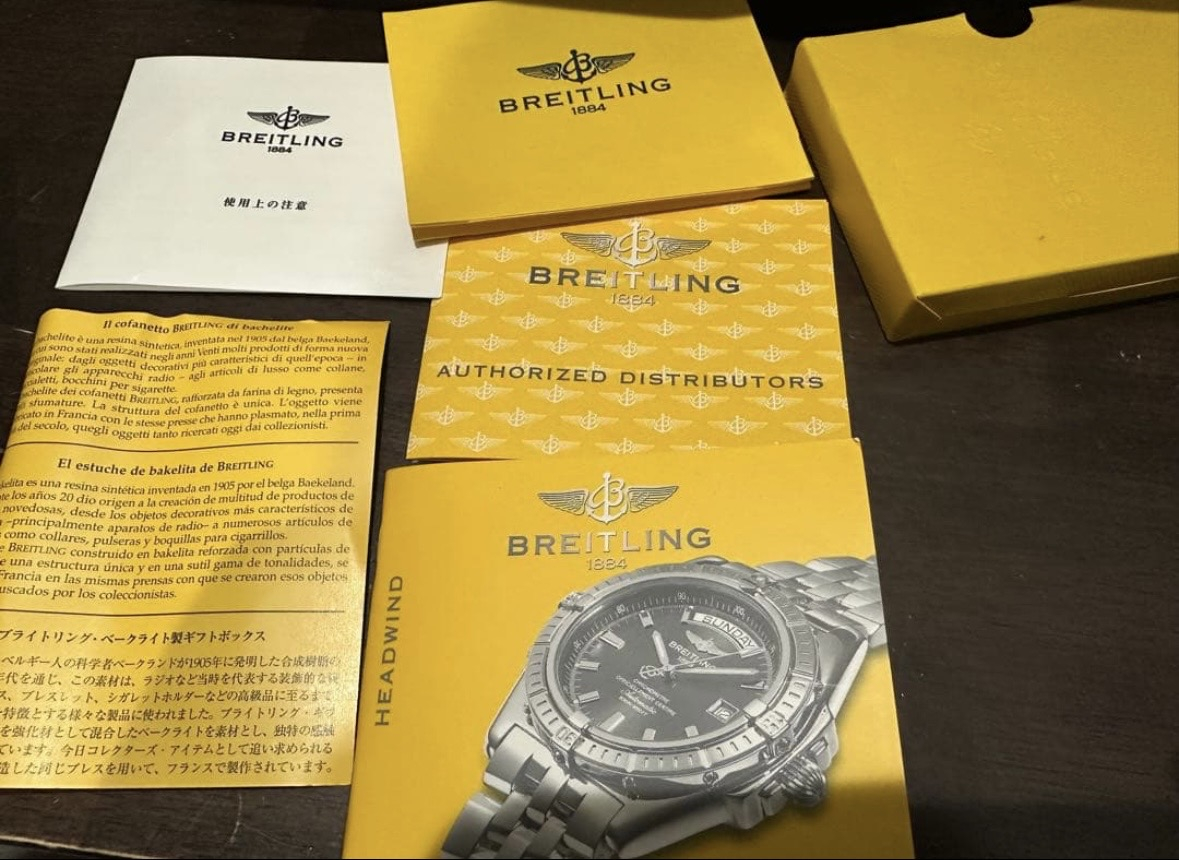 BREITLING
1884
使用上の注意
BREITLING
1884
BREITLING
1884
AUTHORIZED DISTRIBUTORS
Il cofanetto BREITLING di bachelite
bachelite è una resina sintetica, inventata nel 1905 dal belga Baekeland,
cui sono stati realizzati negli anni Venti molti prodotti di forma nuova
dagli oggetti decorativi più caratteristici di quell'epoca – in
gli apparecchi radio – agli articoli di lusso come collane,
bocchini per sigarette.
dei cofanetti BREITLING, rafforzata da farina di legno, presenta
sfumature. La struttura del cofanetto è unica. L'oggetto viene
in Francia con le stesse presse che hanno plasmato, nella prima
del secolo, quegli oggetti tanto ricercati oggi dai collezionisti.
El estuche de bakelita de BREITLING
es una resina sintética inventada en 1905 por el belga Baekeland.
los años 20 dio origen a la creación de multitud de productos de
novedosas, desde los objetos decorativos más característicos de
–principalmente aparatos de radio– a numerosos artículos de
como collares, pulseras y boquillas para cigarrillos.
BREITLING construido en bakelita reforzada con partículas de
una estructura única y en una sutil gama de tonalidades, se
Francia en las mismas prensas con que se crearon esos objetos
por los coleccionistas.
ブライトリング・ベークライト製ギフトボックス
ベルギー人の科学者ベークランドが1905年に発明した合成樹脂の
年代を通じ、この素材は、ラジオなど当時を代表する装飾的な
ス、ブレスレット、シガレットホルダーなどの高級品に至るまで
特徴とする様々な製品に使われました。ブライトリング・ギフ
を強化材として混合したベークライトを素材とし、独特の感触
ています。今日コレクターズ・アイテムとして追い求められる
造した同じプレスを用いて、フランスで製作されています。
BREITLING
1884
HEADWIND
80
90
100
SUNDAY
BREITLING
1884
CHRONOMETRE
OFFICIELLEMENT CERTIFIE
Automatic